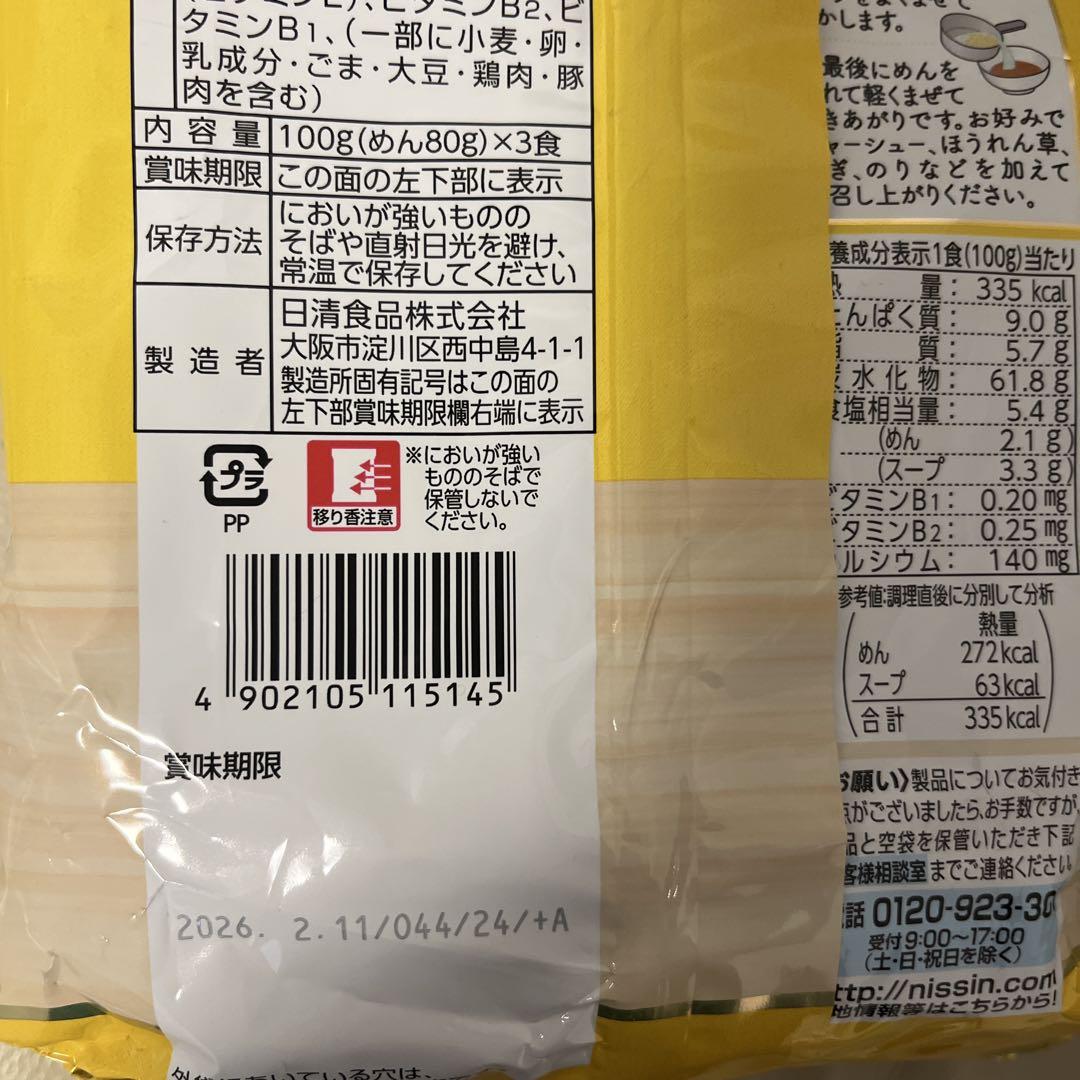 タミンB1、(一部に小麦・卵・
乳成分・ごま・大豆・鶏肉・豚
肉を含む)
内容量 100g(めん80g)×3食
賞味期限 この面の左下部に表示
保存方法 においが強いものの
そばや直射日光を避け、
常温で保存してください
製造者 日清食品株式会社
大阪市淀川区西中島4-1-1
製造所固有記号はこの面の
左下部賞味期限欄右端に表示
プラ
PP
移り香注意
※においが強い
もののそばで
保管しないで
ください。
4 902105 115145
賞味期限
2026. 2.11/044/24/+A
かします。
最後にめんを
れて軽くまぜて
きあがりです。お好みで
ャーシュー、ほうれん草、
ぎ、のりなどを加えて
召し上がりください。
養成分表示1食(100g)当たり
量: 335 kcal
んぱく質: 9.0 g
質: 5.7 g
水化物: 61.8 g
食塩相当量: 5.4 g
(めん 2.1 g)
(スープ 3.3 g)
ビタミンB1: 0.20 mg
ビタミンB2: 0.25 mg
ルシウム: 140 mg
参考値:調理直後に分別して分析
熱量
めん 272kcal
スープ 63kcal
合計 335kcal
お願い〉製品についてお気付き
点がございましたら、お手数ですが、
品と空袋を保管いただき下記
客様相談室までご連絡ください。
電話 0120-923-30
受付9:00~17:00
(土・日・祝日を除く)
ttp://nissin.com
地情報等はこちらから!